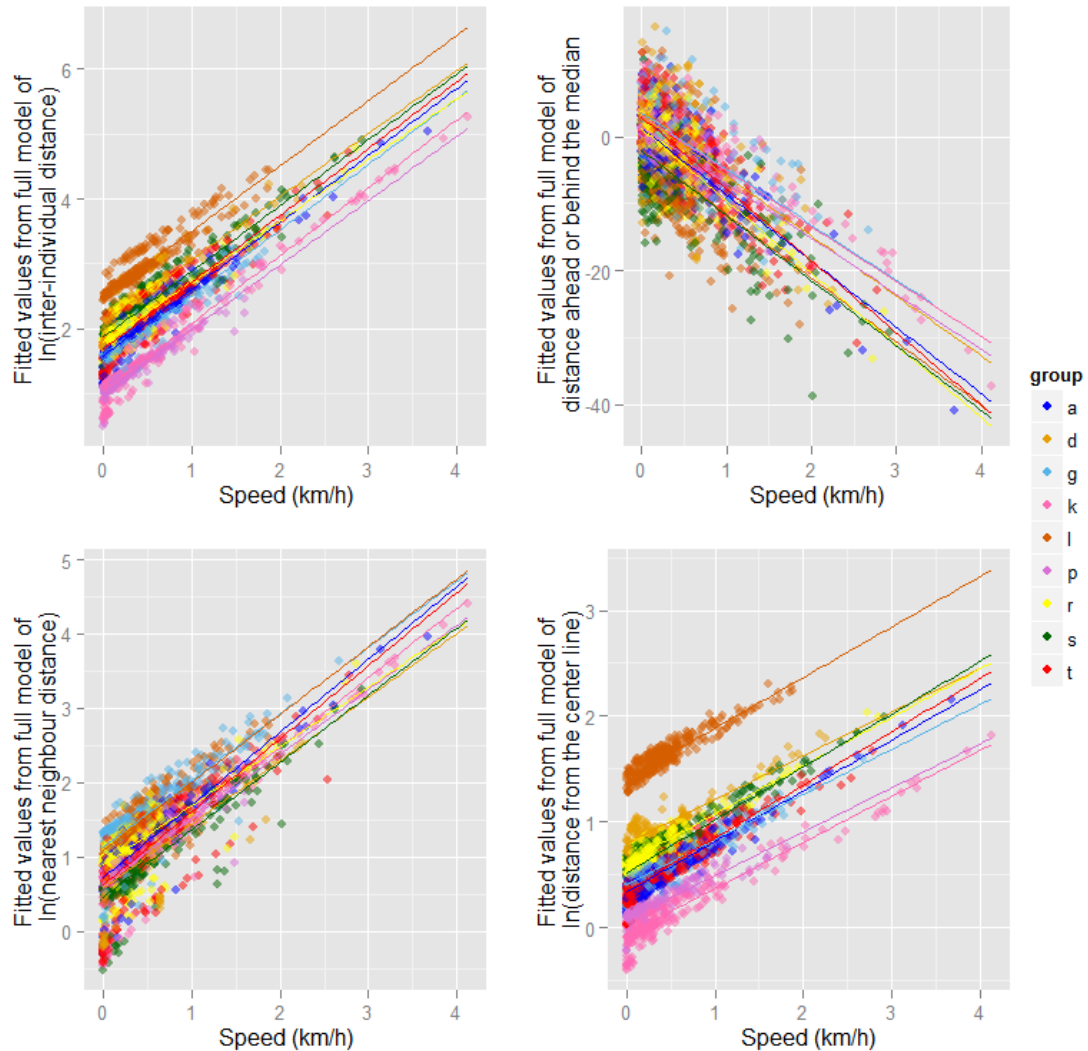 Fitted values from full model of
ln(inter-individual distance)
6
4
2
0
1
2
3
4
Speed (km/h)
Fitted values from full model of
distance ahead or behind the median
0
-20
-40
0
1
2
3
4
Speed (km/h)
group
a
d
g
k
l
p
r
s
t
Fitted values from full model of
ln(nearest neighbour distance)
5
4
3
2
1
0
0
1
2
3
4
Speed (km/h)
Fitted values from full model of
ln(distance from the center line)
3
2
1
0
0
1
2
3
4
Speed (km/h)